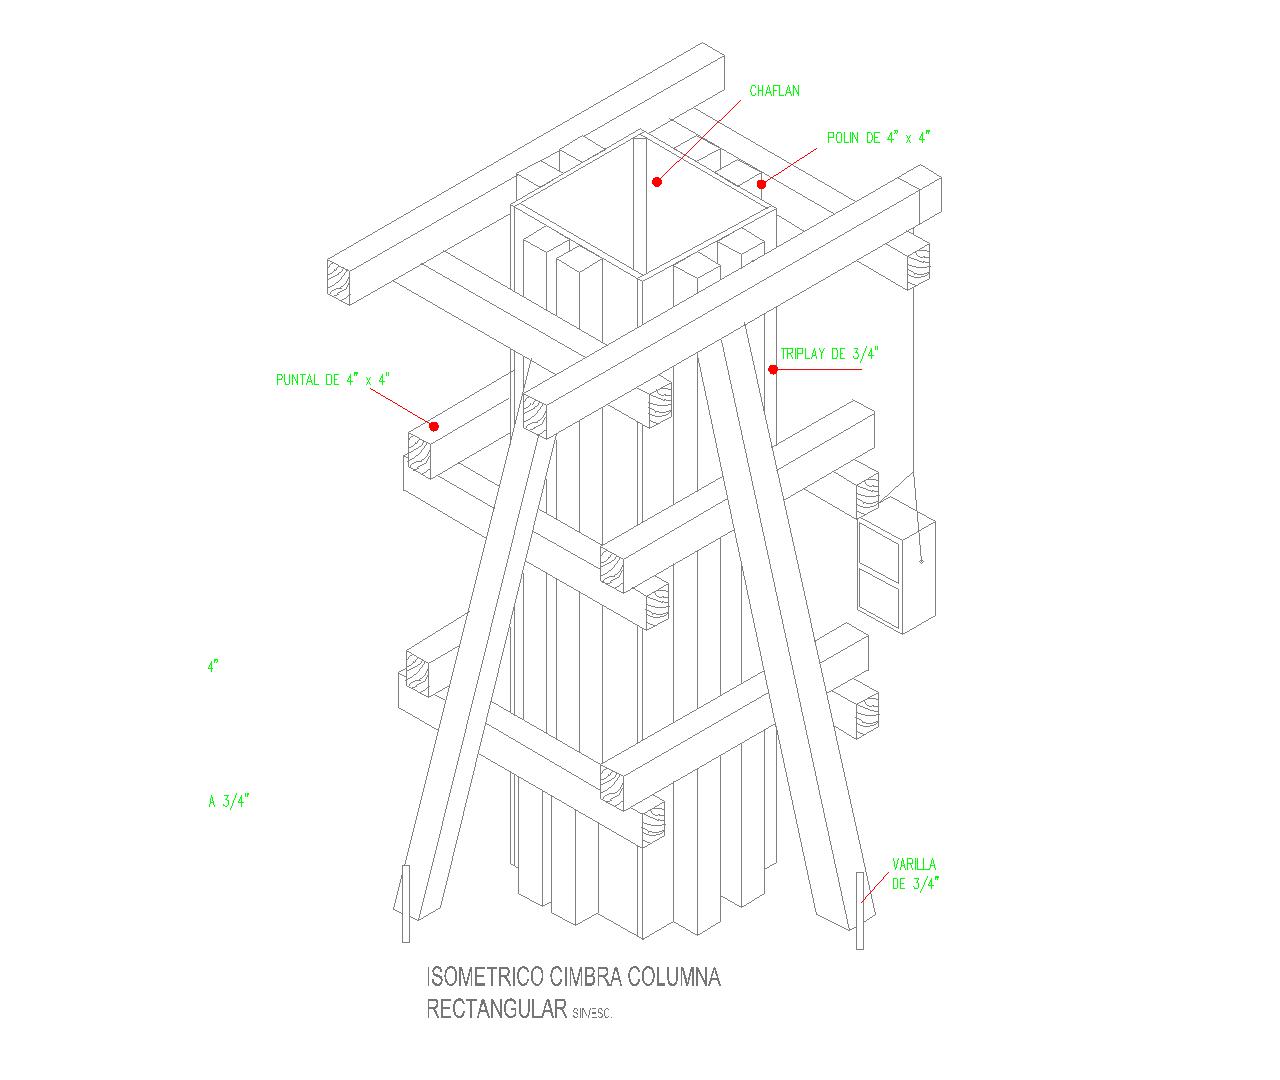 CHAFLAN
POLIN DE 4" x 4"
TRIPLAY DE 3/4"
PUNTAL DE 4" x 4"
4"
A 3/4"
VARILLA
DE 3/4"
ISOMETRICO CIMBRA COLUMNA
RECTANGULAR SIN/ESC.